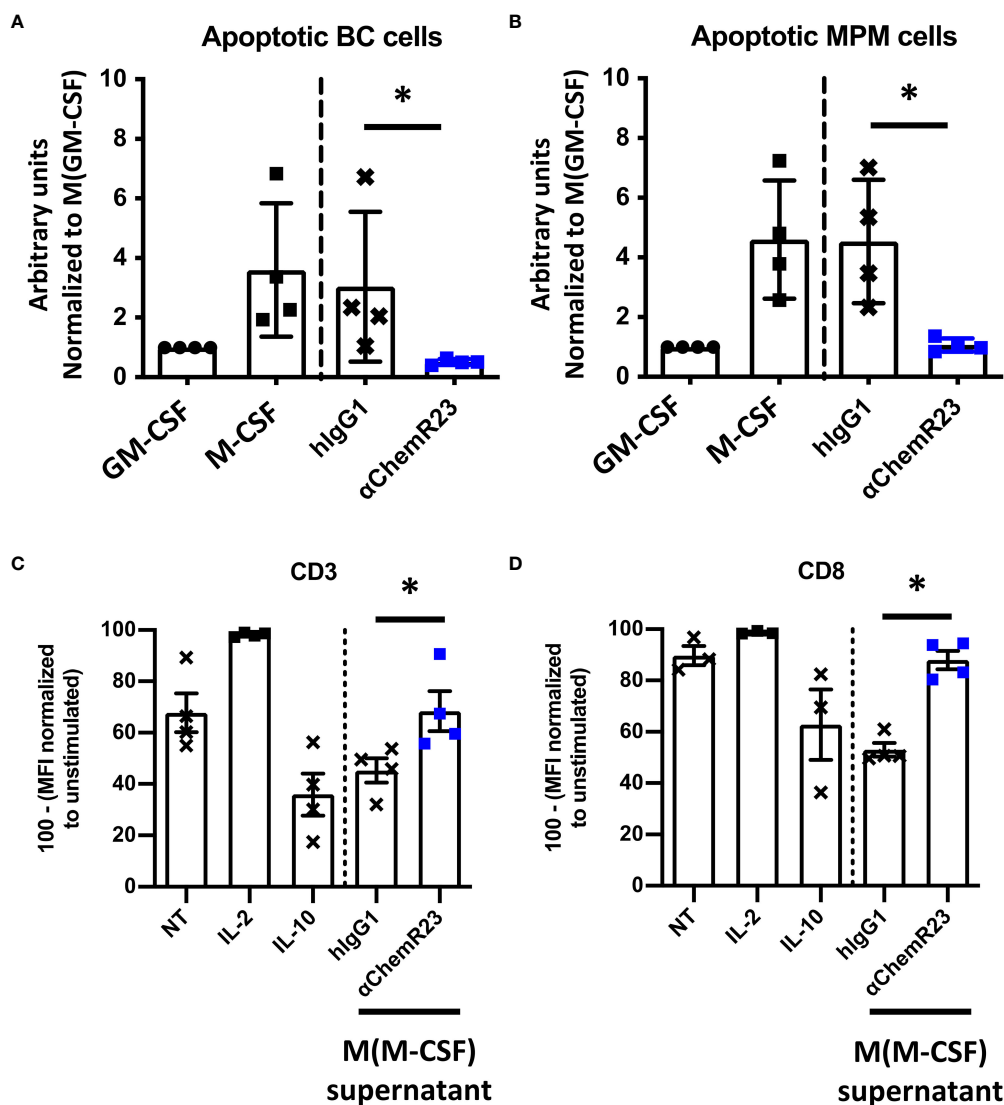 A
Apoptotic BC cells
Arbitrary units
Normalized to M(GM-CSF)
10
8
6
4
2
0
*
GM-CSF
M-CSF
hIgG1
αChemR23
B
Apoptotic MPM cells
Arbitrary units
Normalized to M(GM-CSF)
10
8
6
4
2
0
*
GM-CSF
M-CSF
hIgG1
αChemR23
C
CD3
100 - (MFI normalized
to unstimulated)
100
80
60
40
20
0
*
NT
IL-2
IL-10
hIgG1
αChemR23
M(M-CSF)
supernatant
D
CD8
100 - (MFI normalized
to unstimulated)
100
80
60
40
20
0
*
NT
IL-2
IL-10
hIgG1
αChemR23
M(M-CSF)
supernatant